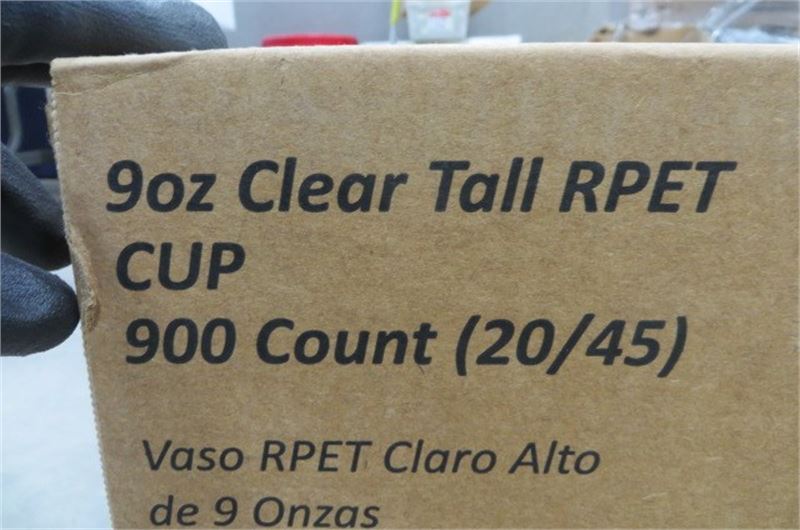 9oz Clear Tall RPET
CUP
900 Count (20/45)
Vaso RPET Claro Alto
de 9 Onzas